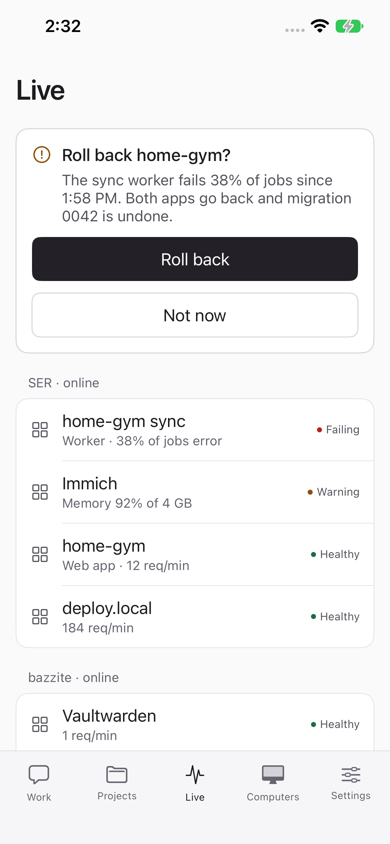 2:32
Live
Roll back home-gym?
The sync worker fails 38% of jobs since
1:58 PM. Both apps go back and migration
0042 is undone.
Roll back
Not now
SER · online
home-gym sync
Worker · 38% of jobs error
Failing
Immich
Memory 92% of 4 GB
Warning
home-gym
Web app · 12 req/min
Healthy
deploy.local
184 req/min
Healthy
bazzite · online
Vaultwarden
1 req/min
Healthy
Work
Projects
Live
Computers
Settings